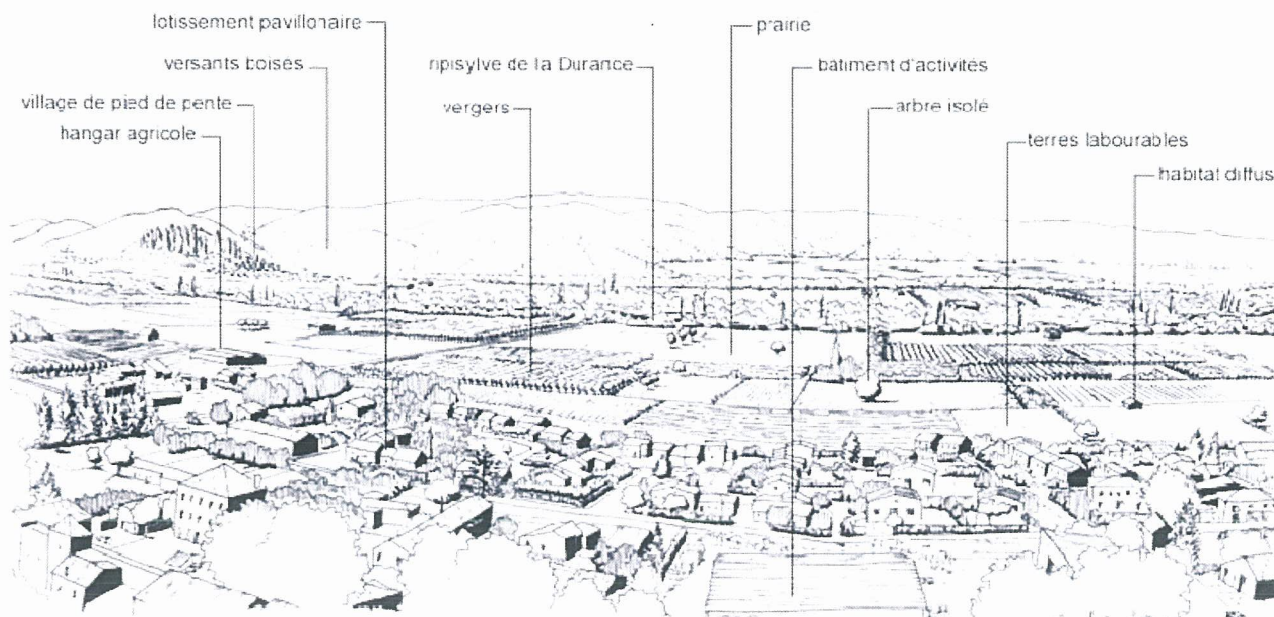 lotissement pavillonaire
prairie
versants boisés
ripisylve de la Durance
bâtiment d'activités
village de pied de pente
vergers
arbre isolé
hangar agricole
terres labourables
habitat diffus